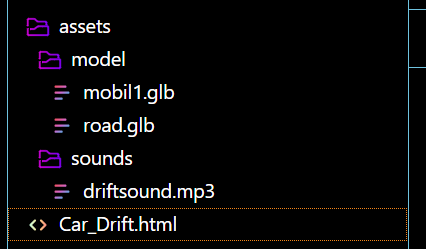 assets
model
mobil1.glb
road.glb
sounds
driftsound.mp3
Car_Drift.html